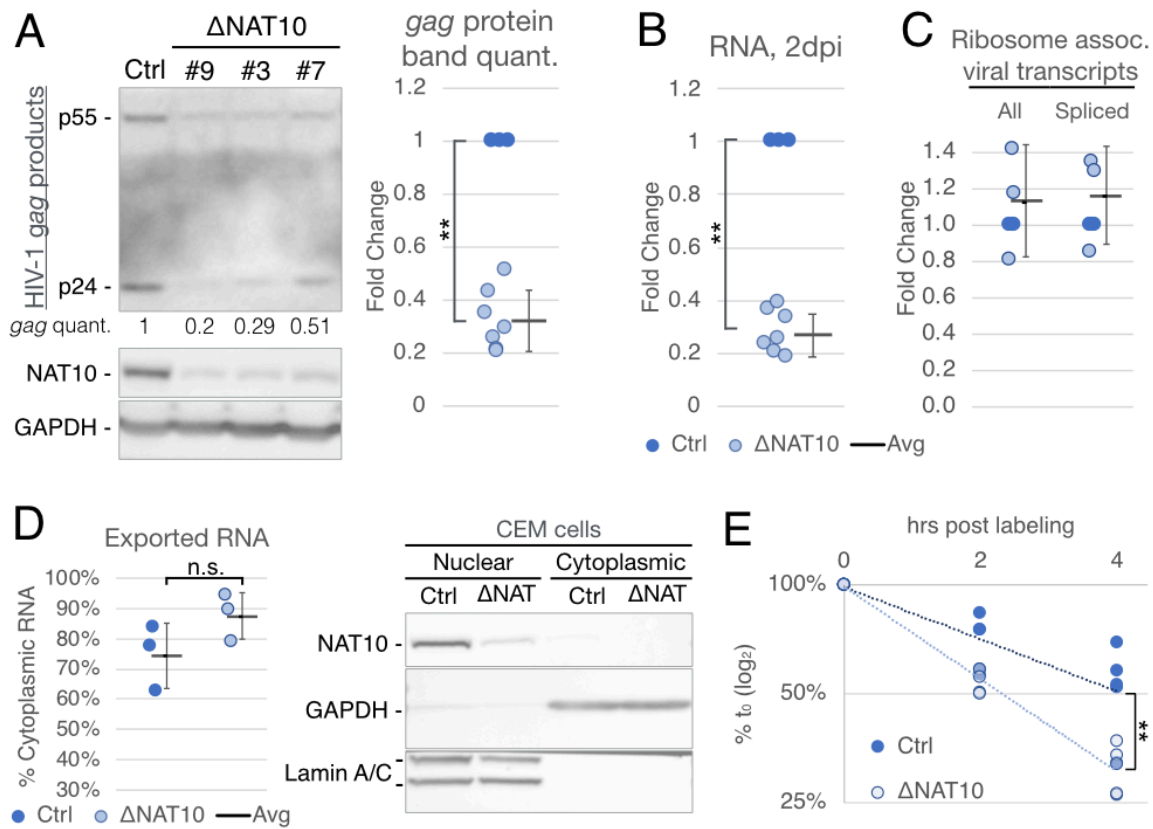 A
ΔNAT10
Ctrl #9 #3 #7
HIV-1 gag products
p55 -
p24 -
gag quant. 1 0.2 0.29 0.51
NAT10 -
GAPDH -
gag protein
band quant.
Fold Change
1.2
1
0.8
0.6
0.4
0.2
0
**
B
RNA, 2dpi
Fold Change
1.2
1
0.8
0.6
0.4
0.2
0
**
C
Ribosome assoc.
viral transcripts
All Spliced
Fold Change
1.4
1.2
1.0
0.8
0.6
0.4
0.2
0.0
Ctrl ΔNAT10 Avg
D
Exported RNA
n.s.
% Cytoplasmic RNA
100%
90%
80%
70%
60%
50%
40%
30%
Ctrl ΔNAT10 Avg
CEM cells
Nuclear Cytoplasmic
Ctrl ΔNAT Ctrl ΔNAT
NAT10 -
GAPDH -
Lamin A/C -
-
E
hrs post labeling
0 2 4
% t₀ (log₂)
100%
50%
25%
**
Ctrl
ΔNAT10